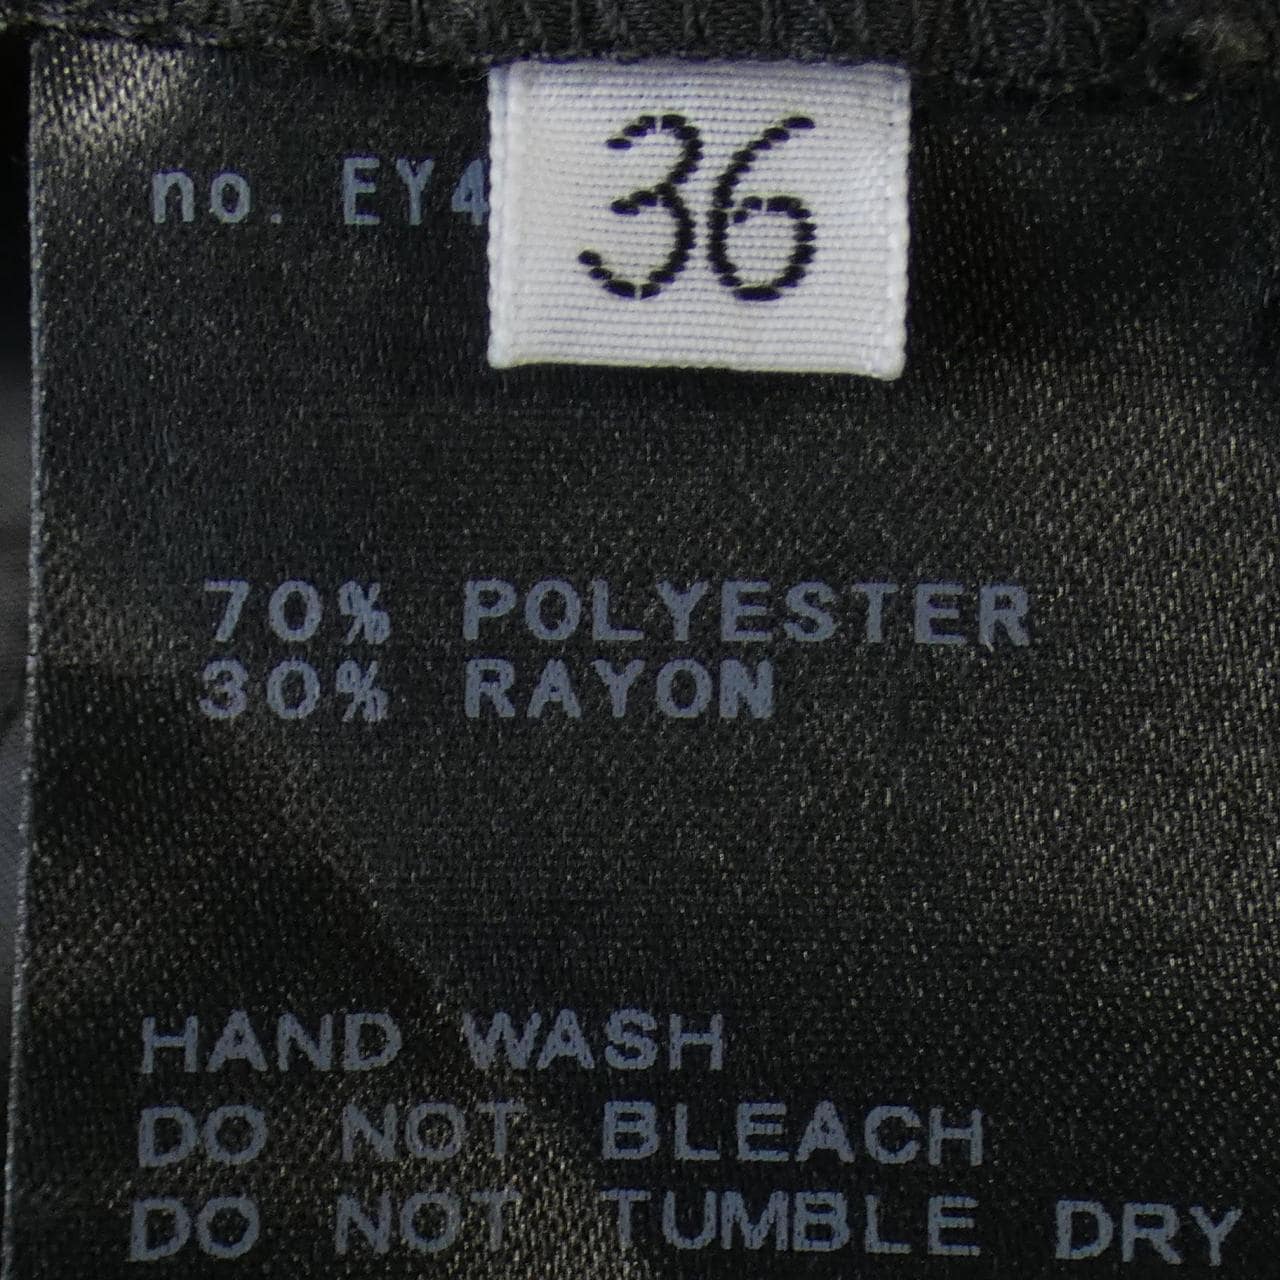 36
no. EY4
70% POLYESTER
30% RAYON
HAND WASH
DO NOT BLEACH
DO NOT TUMBLE DRY